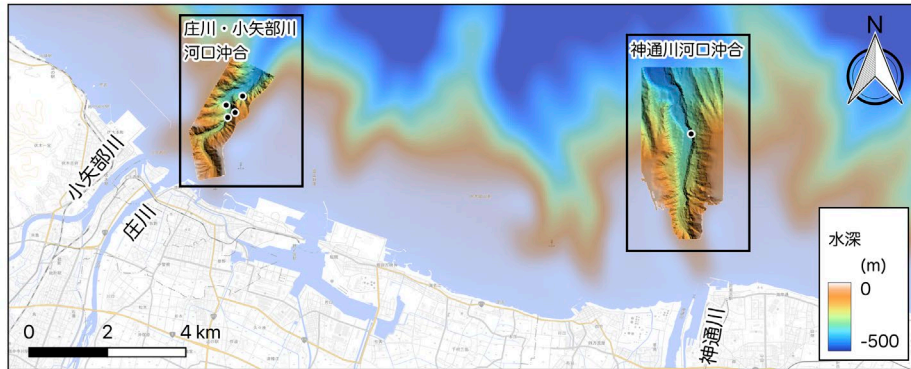 庄川・小矢部川
河口沖合
神通川河口沖合
N
小矢部川
庄川
神通川
水深
(m)
0
-500
0 2 4 km